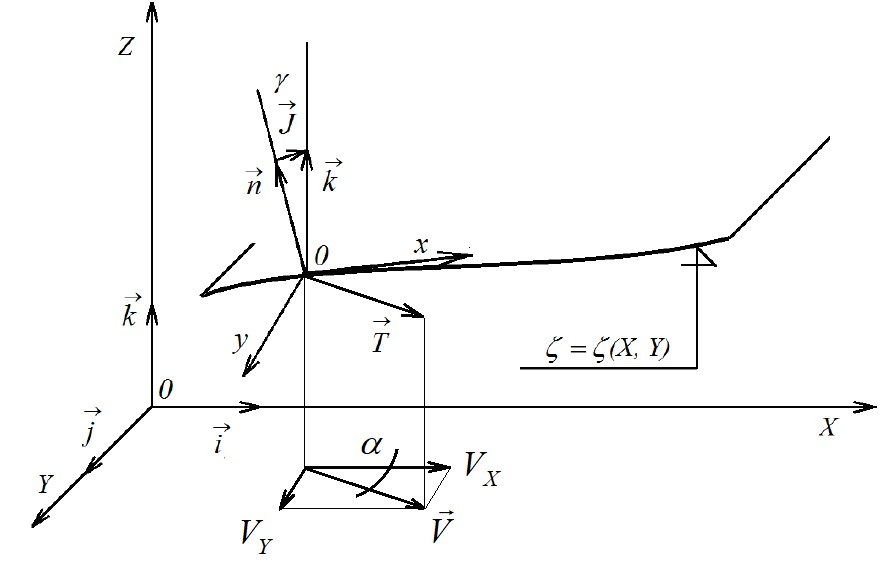 Z
γ
J⃗
n⃗
k⃗
0
x
k⃗
y
T⃗
ζ = ζ(X, Y)
0
j⃗
i⃗
X
Y
α
V_X
V_Y
V⃗